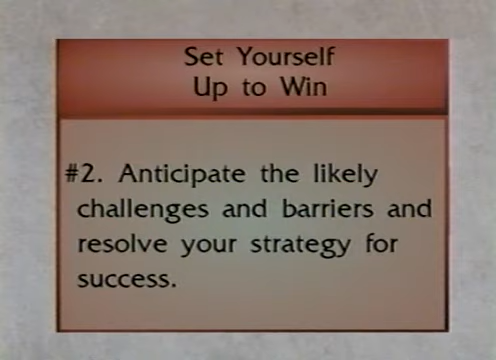 Set Yourself
Up to Win
#2. Anticipate the likely
challenges and barriers and
resolve your strategy for
success.